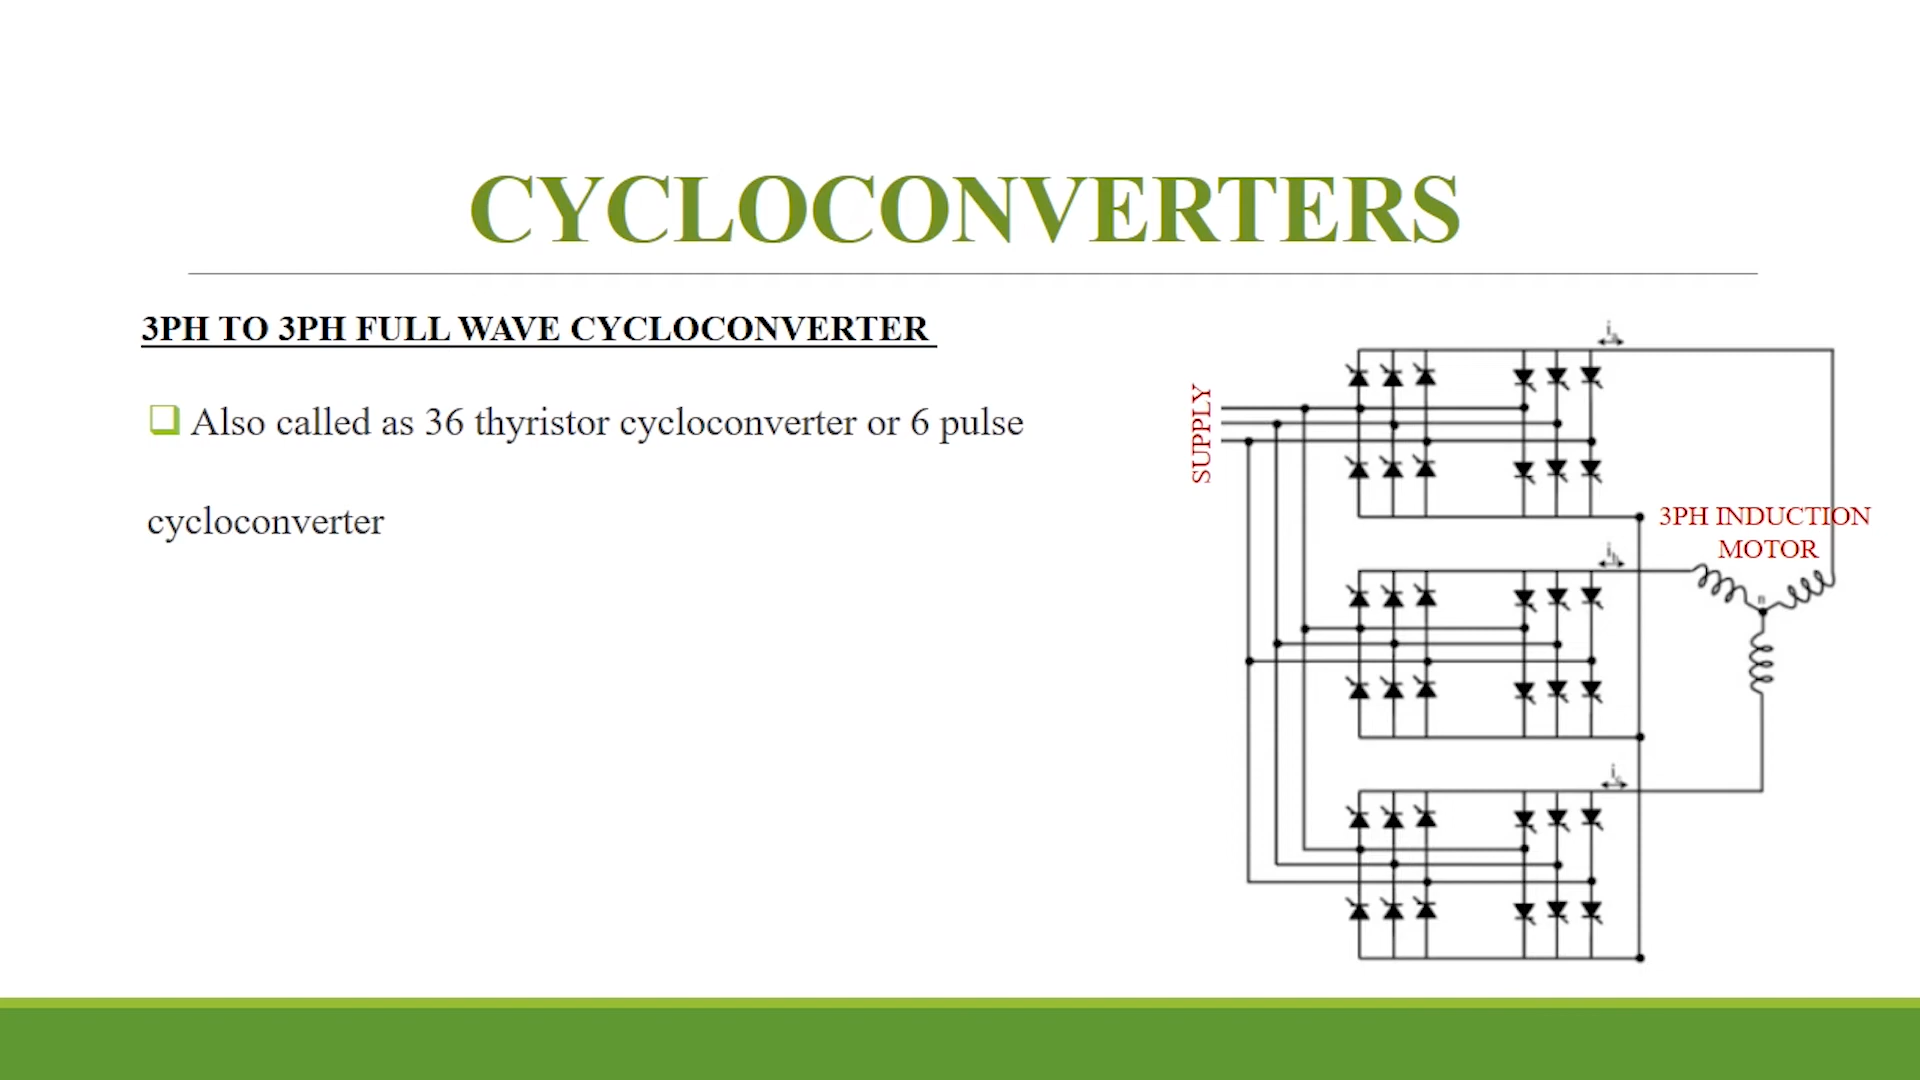 CYCLOCONVERTERS
3PH TO 3PH FULL WAVE CYCLOCONVERTER
Also called as 36 thyristor cycloconverter or 6 pulse
cycloconverter
SUPPLY
i
3PH INDUCTION
MOTOR
i
n
i